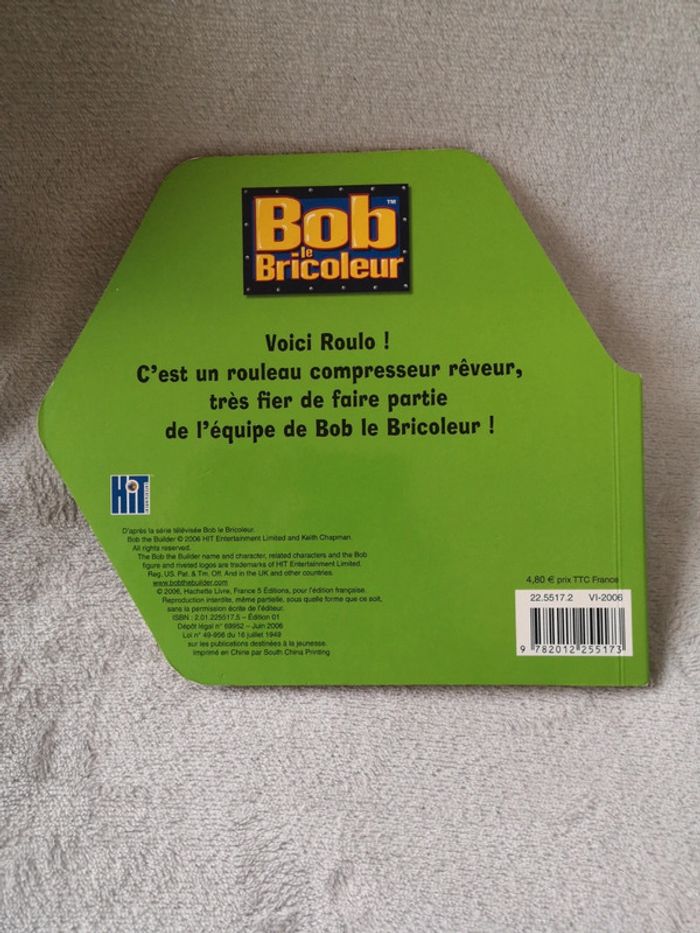 Bob
le
Bricoleur
TM
Voici Roulo !
C'est un rouleau compresseur rêveur,
très fier de faire partie
de l'équipe de Bob le Bricoleur !
HiT
D'après la série télévisée Bob le Bricoleur.
Bob the Builder © 2006 HIT Entertainment Limited and Keith Chapman.
All rights reserved.
The Bob the Builder name and character, related characters and the Bob
figure and riveted logos are trademarks of HIT Entertainment Limited.
Reg. US. Pat. & Tm. Off. And in the UK and other countries.
www.bobthebuilder.com
© 2006, Hachette Livre, France 5 Éditions, pour l'édition française.
Reproduction interdite, même partielle, sous quelle forme que ce soit,
sans la permission écrite de l'éditeur.
ISBN : 2.01.225517.5 – Édition 01
Dépôt légal n° 69952 – Juin 2006
Loi n° 49-956 du 16 juillet 1949
sur les publications destinées à la jeunesse.
Imprimé en Chine par South China Printing
4,80 € prix TTC France
22.5517.2 VI-2006
9 782012 255173